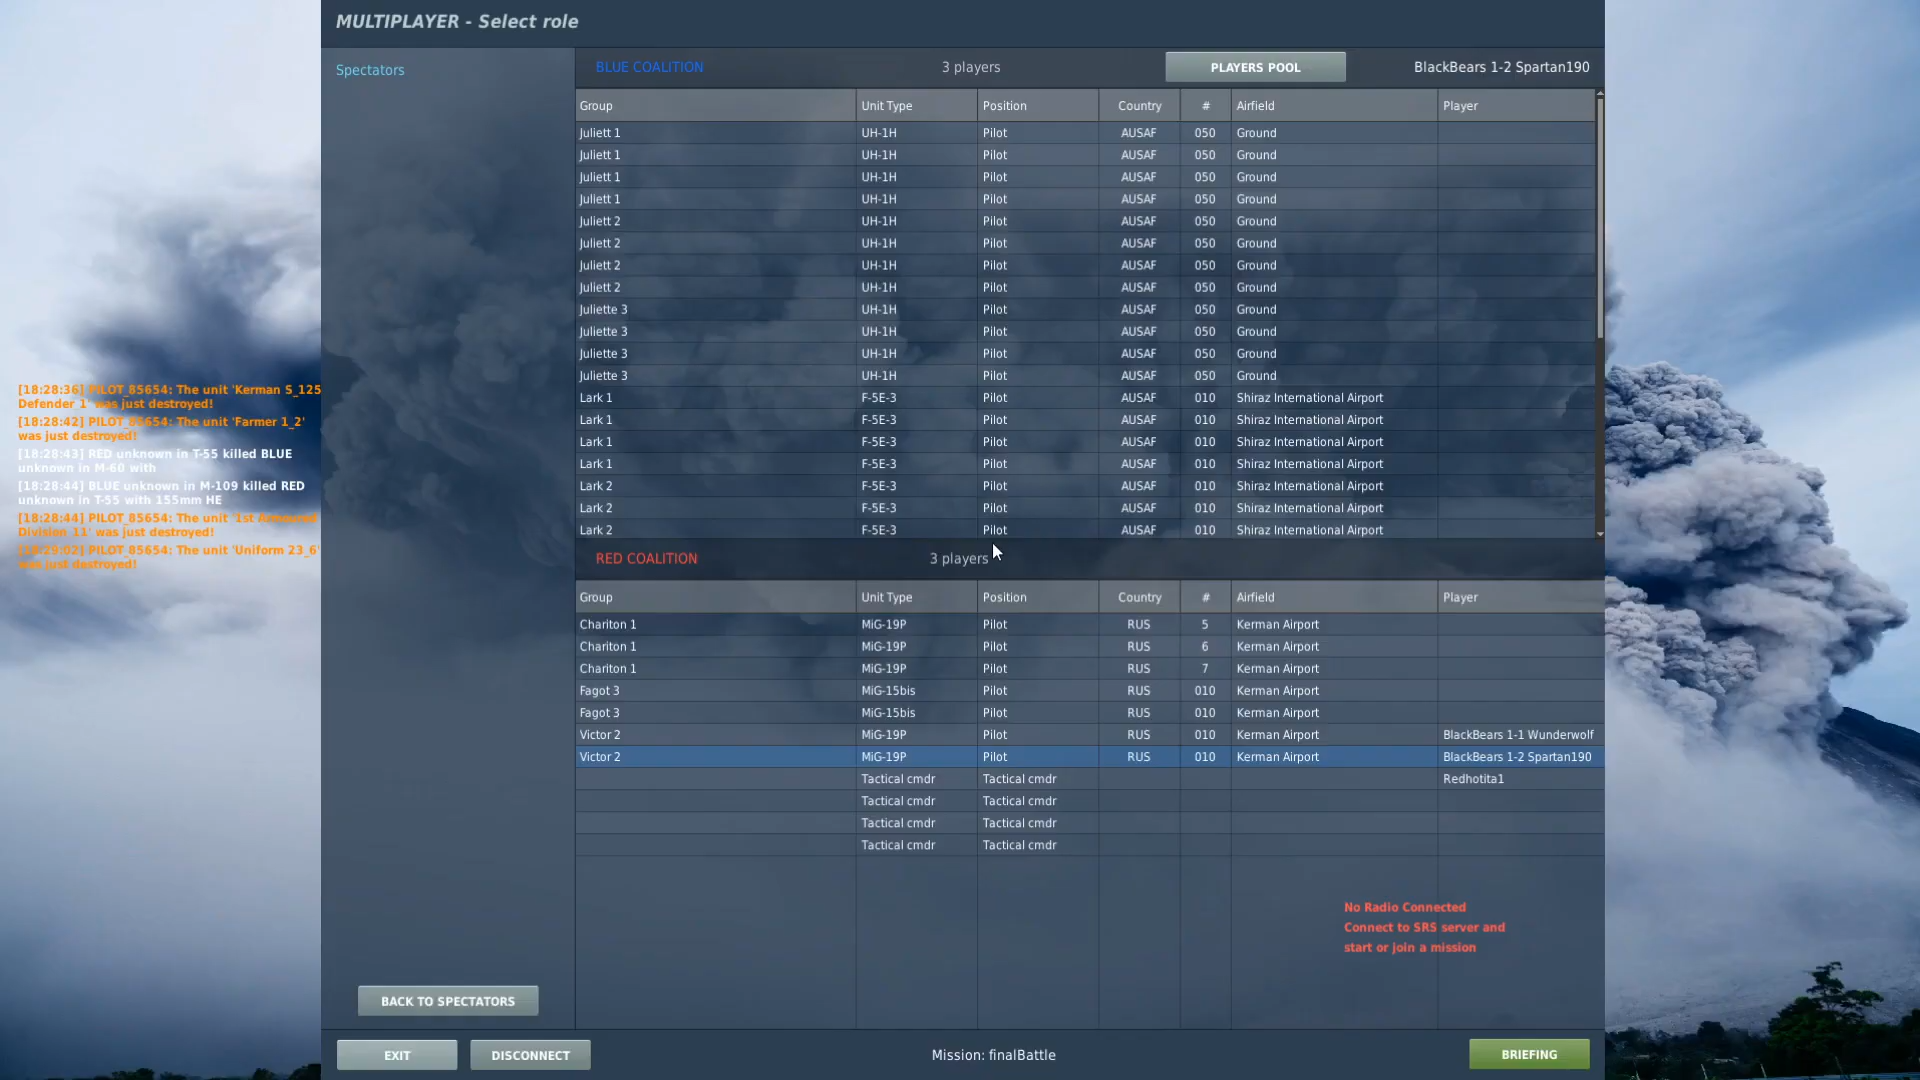 MULTIPLAYER - Select role
Spectators
BLUE COALITION 3 players PLAYERS POOL BlackBears 1-2 Spartan190
Group Unit Type Position Country # Airfield Player
Juliett 1 UH-1H Pilot AUSAF 050 Ground
Juliett 1 UH-1H Pilot AUSAF 050 Ground
Juliett 1 UH-1H Pilot AUSAF 050 Ground
Juliett 1 UH-1H Pilot AUSAF 050 Ground
Juliett 2 UH-1H Pilot AUSAF 050 Ground
Juliett 2 UH-1H Pilot AUSAF 050 Ground
Juliett 2 UH-1H Pilot AUSAF 050 Ground
Juliett 2 UH-1H Pilot AUSAF 050 Ground
Juliette 3 UH-1H Pilot AUSAF 050 Ground
Juliette 3 UH-1H Pilot AUSAF 050 Ground
Juliette 3 UH-1H Pilot AUSAF 050 Ground
Juliette 3 UH-1H Pilot AUSAF 050 Ground
Lark 1 F-5E-3 Pilot AUSAF 010 Shiraz International Airport
Lark 1 F-5E-3 Pilot AUSAF 010 Shiraz International Airport
Lark 1 F-5E-3 Pilot AUSAF 010 Shiraz International Airport
Lark 1 F-5E-3 Pilot AUSAF 010 Shiraz International Airport
Lark 2 F-5E-3 Pilot AUSAF 010 Shiraz International Airport
Lark 2 F-5E-3 Pilot AUSAF 010 Shiraz International Airport
Lark 2 F-5E-3 Pilot AUSAF 010 Shiraz International Airport
[18:28:36] PILOT_85654: The unit 'Kerman S_125
Defender 1' was just destroyed!
[18:28:42] PILOT_85654: The unit 'Farmer 1_2'
was just destroyed!
[18:28:43] RED unknown in T-55 killed BLUE
unknown in M-60 with
[18:28:44] BLUE unknown in M-109 killed RED
unknown in T-55 with 155mm HE
[18:28:44] PILOT_85654: The unit '1st Armoured
Division 11' was just destroyed!
[18:29:02] PILOT_85654: The unit 'Uniform 23_6'
was just destroyed!
RED COALITION 3 players
Group Unit Type Position Country # Airfield Player
Chariton 1 MiG-19P Pilot RUS 5 Kerman Airport
Chariton 1 MiG-19P Pilot RUS 6 Kerman Airport
Chariton 1 MiG-19P Pilot RUS 7 Kerman Airport
Fagot 3 MiG-15bis Pilot RUS 010 Kerman Airport
Fagot 3 MiG-15bis Pilot RUS 010 Kerman Airport
Victor 2 MiG-19P Pilot RUS 010 Kerman Airport BlackBears 1-1 Wunderwolf
Victor 2 MiG-19P Pilot RUS 010 Kerman Airport BlackBears 1-2 Spartan190
Tactical cmdr Tactical cmdr Redhotita1
Tactical cmdr Tactical cmdr
Tactical cmdr Tactical cmdr
Tactical cmdr Tactical cmdr
No Radio Connected
Connect to SRS server and
start or join a mission
BACK TO SPECTATORS
EXIT DISCONNECT Mission: finalBattle BRIEFING